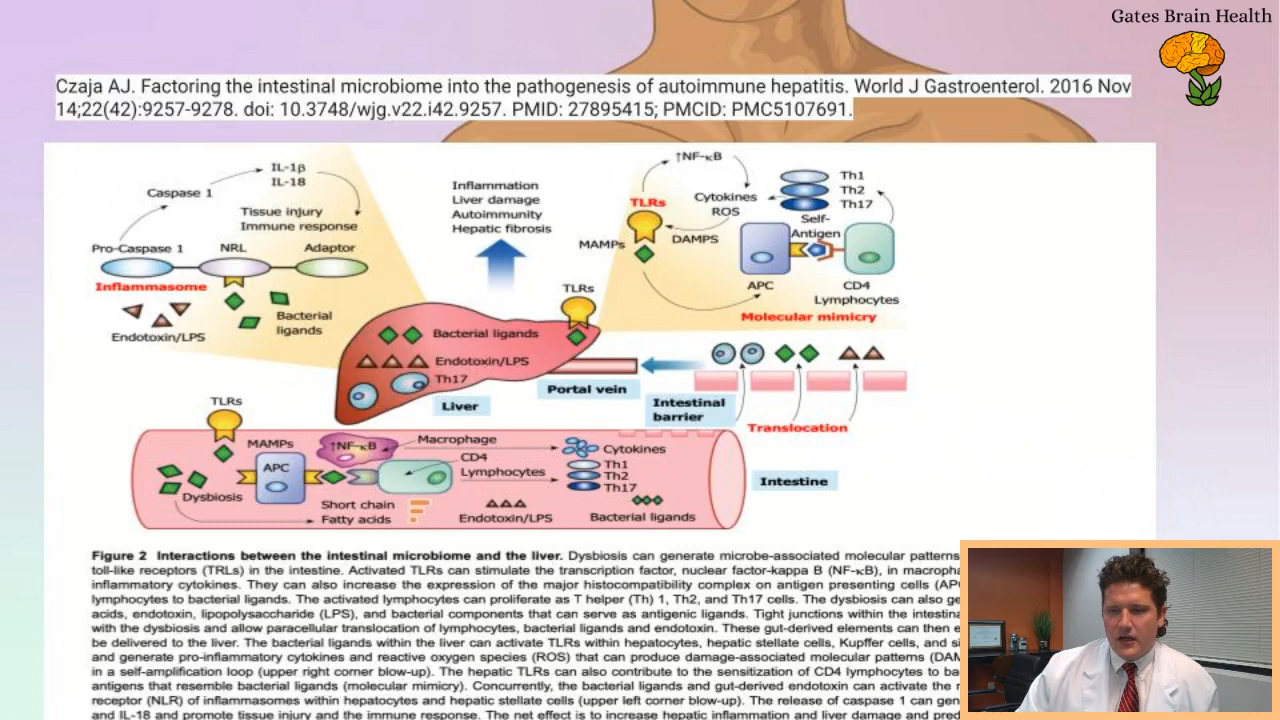 Gates Brain Health
Czaja AJ. Factoring the intestinal microbiome into the pathogenesis of autoimmune hepatitis. World J Gastroenterol. 2016 Nov
14;22(42):9257-9278. doi: 10.3748/wjg.v22.i42.9257. PMID: 27895415; PMCID: PMC5107691.
IL-1β
IL-18
Caspase 1
Tissue injury
Immune response
Pro-Caspase 1
NRL
Adaptor
Inflammasome
Bacterial
ligands
Endotoxin/LPS
Inflammation
Liver damage
Autoimmunity
Hepatic fibrosis
↑NF-κB
TLRs
Cytokines
ROS
MAMPs
DAMPS
Th1
Th2
Th17
Self-
Antigen
APC
CD4
Lymphocytes
Molecular mimicry
TLRs
Bacterial ligands
Endotoxin/LPS
Th17
Liver
Portal vein
Intestinal
barrier
Translocation
TLRs
MAMPs
↑NF-κB
Macrophage
APC
CD4
Lymphocytes
Cytokines
Th1
Th2
Th17
Dysbiosis
Short chain
Fatty acids
Endotoxin/LPS
Bacterial ligands
Intestine
Figure 2 Interactions between the intestinal microbiome and the liver. Dysbiosis can generate microbe-associated molecular patterns
toll-like receptors (TRLs) in the intestine. Activated TLRs can stimulate the transcription factor, nuclear factor-kappa B (NF-κB), in macropha
inflammatory cytokines. They can also increase the expression of the major histocompatibility complex on antigen presenting cells (AP
lymphocytes to bacterial ligands. The activated lymphocytes can proliferate as T helper (Th) 1, Th2, and Th17 cells. The dysbiosis can also ge
acids, endotoxin, lipopolysaccharide (LPS), and bacterial components that can serve as antigenic ligands. Tight junctions within the intestina
with the dysbiosis and allow paracellular translocation of lymphocytes, bacterial ligands and endotoxin. These gut-derived elements can then e
be delivered to the liver. The bacterial ligands within the liver can activate TLRs within hepatocytes, hepatic stellate cells, Kupffer cells, and si
and generate pro-inflammatory cytokines and reactive oxygen species (ROS) that can produce damage-associated molecular patterns (DAM
in a self-amplification loop (upper right corner blow-up). The hepatic TLRs can also contribute to the sensitization of CD4 lymphocytes to ba
antigens that resemble bacterial ligands (molecular mimicry). Concurrently, the bacterial ligands and gut-derived endotoxin can activate the
receptor (NLR) of inflammasomes within hepatocytes and hepatic stellate cells (upper left corner blow-up). The release of caspase 1 can gen
and IL-18 and promote tissue injury and the immune response. The net effect is to increase hepatic inflammation and liver damage and pred